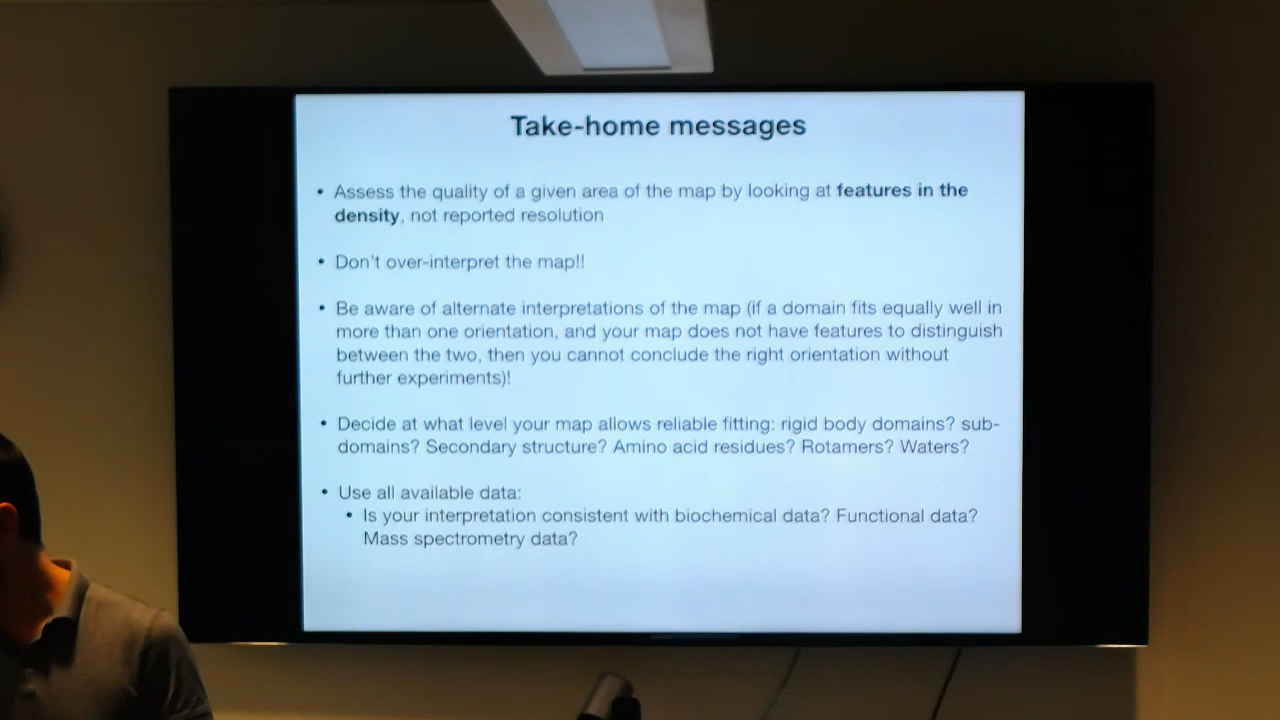 Take-home messages
• Assess the quality of a given area of the map by looking at features in the
density, not reported resolution
• Don't over-interpret the map!!
• Be aware of alternate interpretations of the map (if a domain fits equally well in
more than one orientation, and your map does not have features to distinguish
between the two, then you cannot conclude the right orientation without
further experiments)!
• Decide at what level your map allows reliable fitting: rigid body domains? sub-
domains? Secondary structure? Amino acid residues? Rotamers? Waters?
• Use all available data:
• Is your interpretation consistent with biochemical data? Functional data?
Mass spectrometry data?